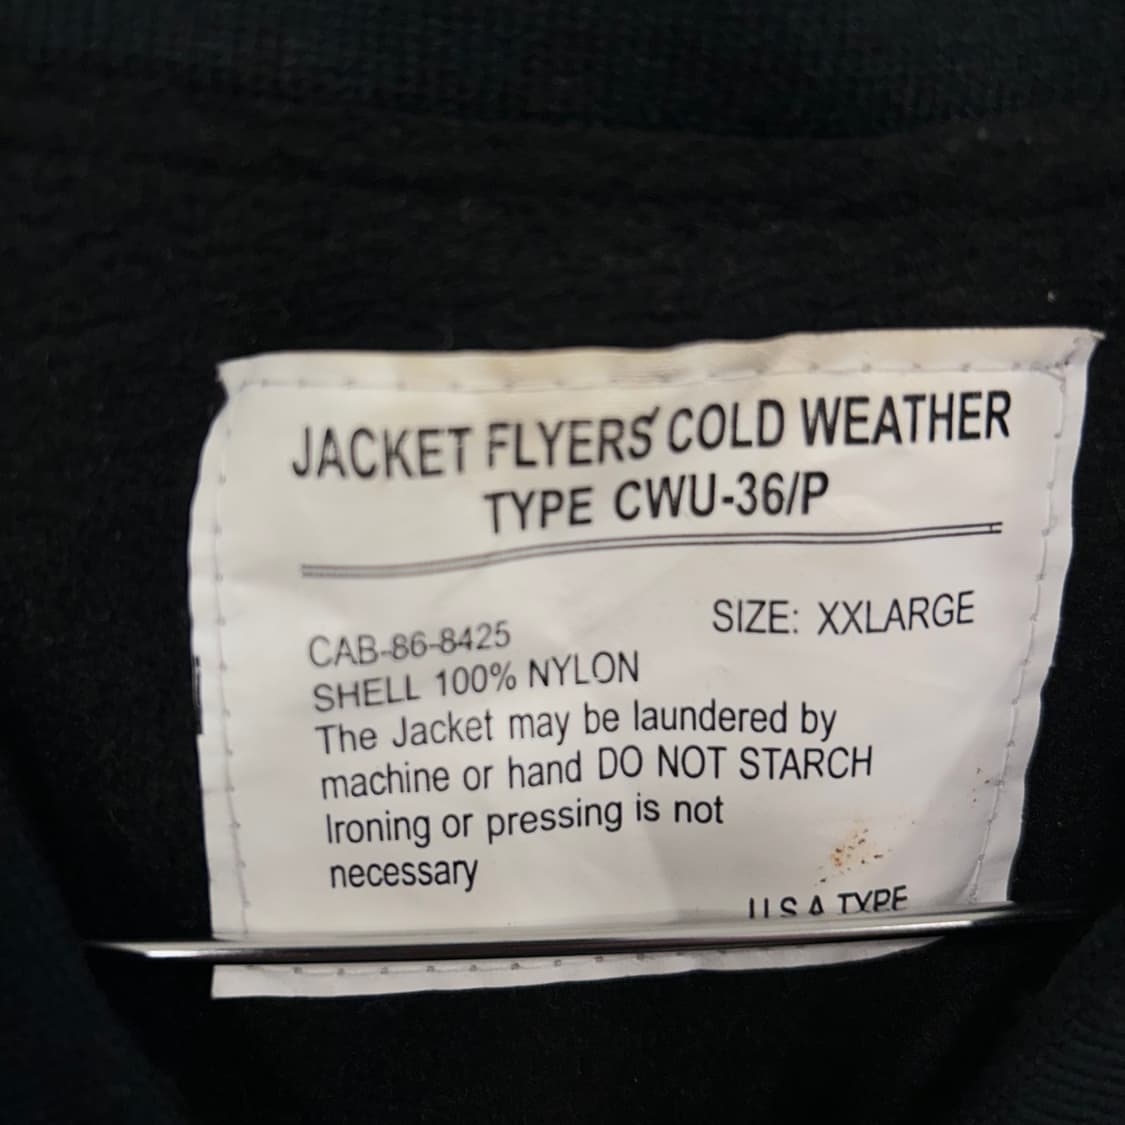 JACKET FLYERS' COLD WEATHER
TYPE CWU-36/P
SIZE: XXLARGE
CAB-86-8425
SHELL 100% NYLON
The Jacket may be laundered by
machine or hand DO NOT STARCH
Ironing or pressing is not
necessary
U S A TYPE